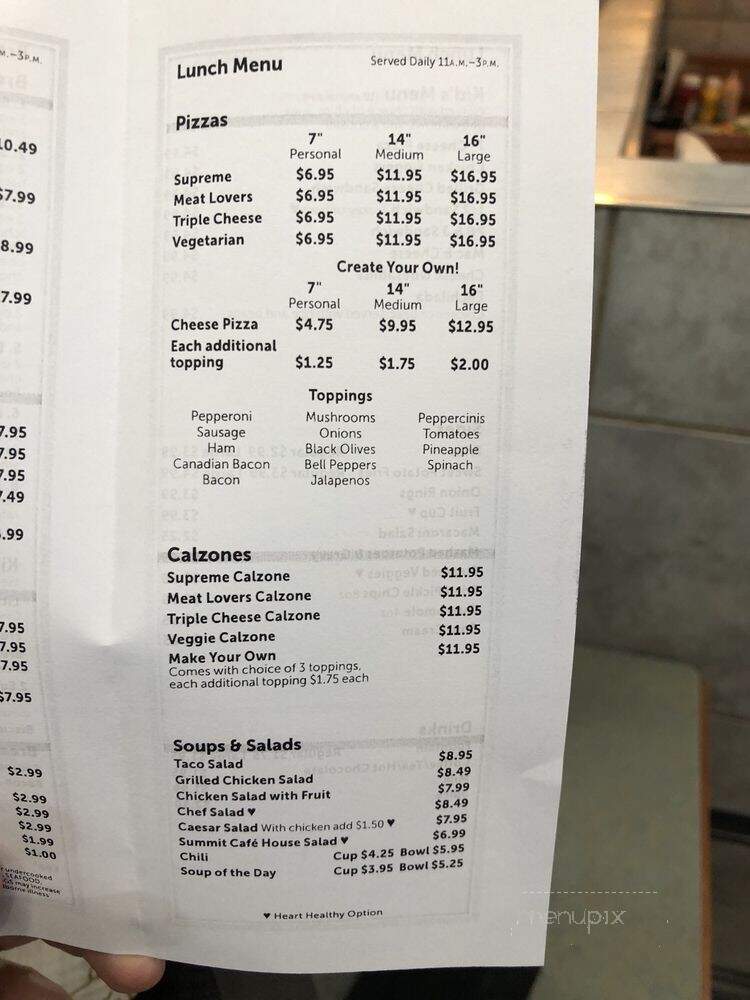 M.–3P.M.
10.49
$7.99
8.99
7.99
7.95
7.95
7.95
7.49
.99
7.95
7.95
7.95
$7.95
$2.99
$2.99
$2.99
$2.99
$1.99
$1.00
undercooked
SEAFOOD,
GS may increase
borne illness
Lunch Menu Served Daily 11A.M.–3P.M.
Pizzas
7" 14" 16"
Personal Medium Large
Supreme $6.95 $11.95 $16.95
Meat Lovers $6.95 $11.95 $16.95
Triple Cheese $6.95 $11.95 $16.95
Vegetarian $6.95 $11.95 $16.95
Create Your Own!
7" 14" 16"
Personal Medium Large
Cheese Pizza $4.75 $9.95 $12.95
Each additional
topping $1.25 $1.75 $2.00
Toppings
Pepperoni Mushrooms Peppercinis
Sausage Onions Tomatoes
Ham Black Olives Pineapple
Canadian Bacon Bell Peppers Spinach
Bacon Jalapenos
Calzones
Supreme Calzone $11.95
Meat Lovers Calzone $11.95
Triple Cheese Calzone $11.95
Veggie Calzone $11.95
Make Your Own $11.95
Comes with choice of 3 toppings,
each additional topping $1.75 each
Soups & Salads
Taco Salad $8.95
Grilled Chicken Salad $8.49
Chicken Salad with Fruit $7.99
Chef Salad ♥ $8.49
Caesar Salad With chicken add $1.50 ♥ $7.95
Summit Café House Salad ♥ $6.99
Chili Cup $4.25 Bowl $5.95
Soup of the Day Cup $3.95 Bowl $5.25
♥ Heart Healthy Option
menupix